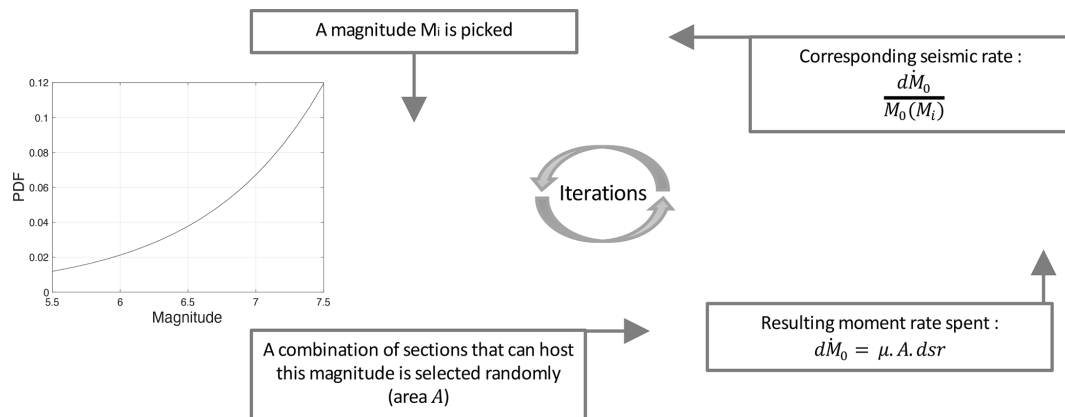 A magnitude Mi is picked
Corresponding seismic rate :
dṀ₀
M₀(Mᵢ)
0.12
0.1
0.08
0.06
0.04
0.02
0
PDF
5.5 6 6.5 7 7.5
Magnitude
Iterations
A combination of sections that can host
this magnitude is selected randomly
(area A)
Resulting moment rate spent :
dṀ₀ = μ. A. dsr